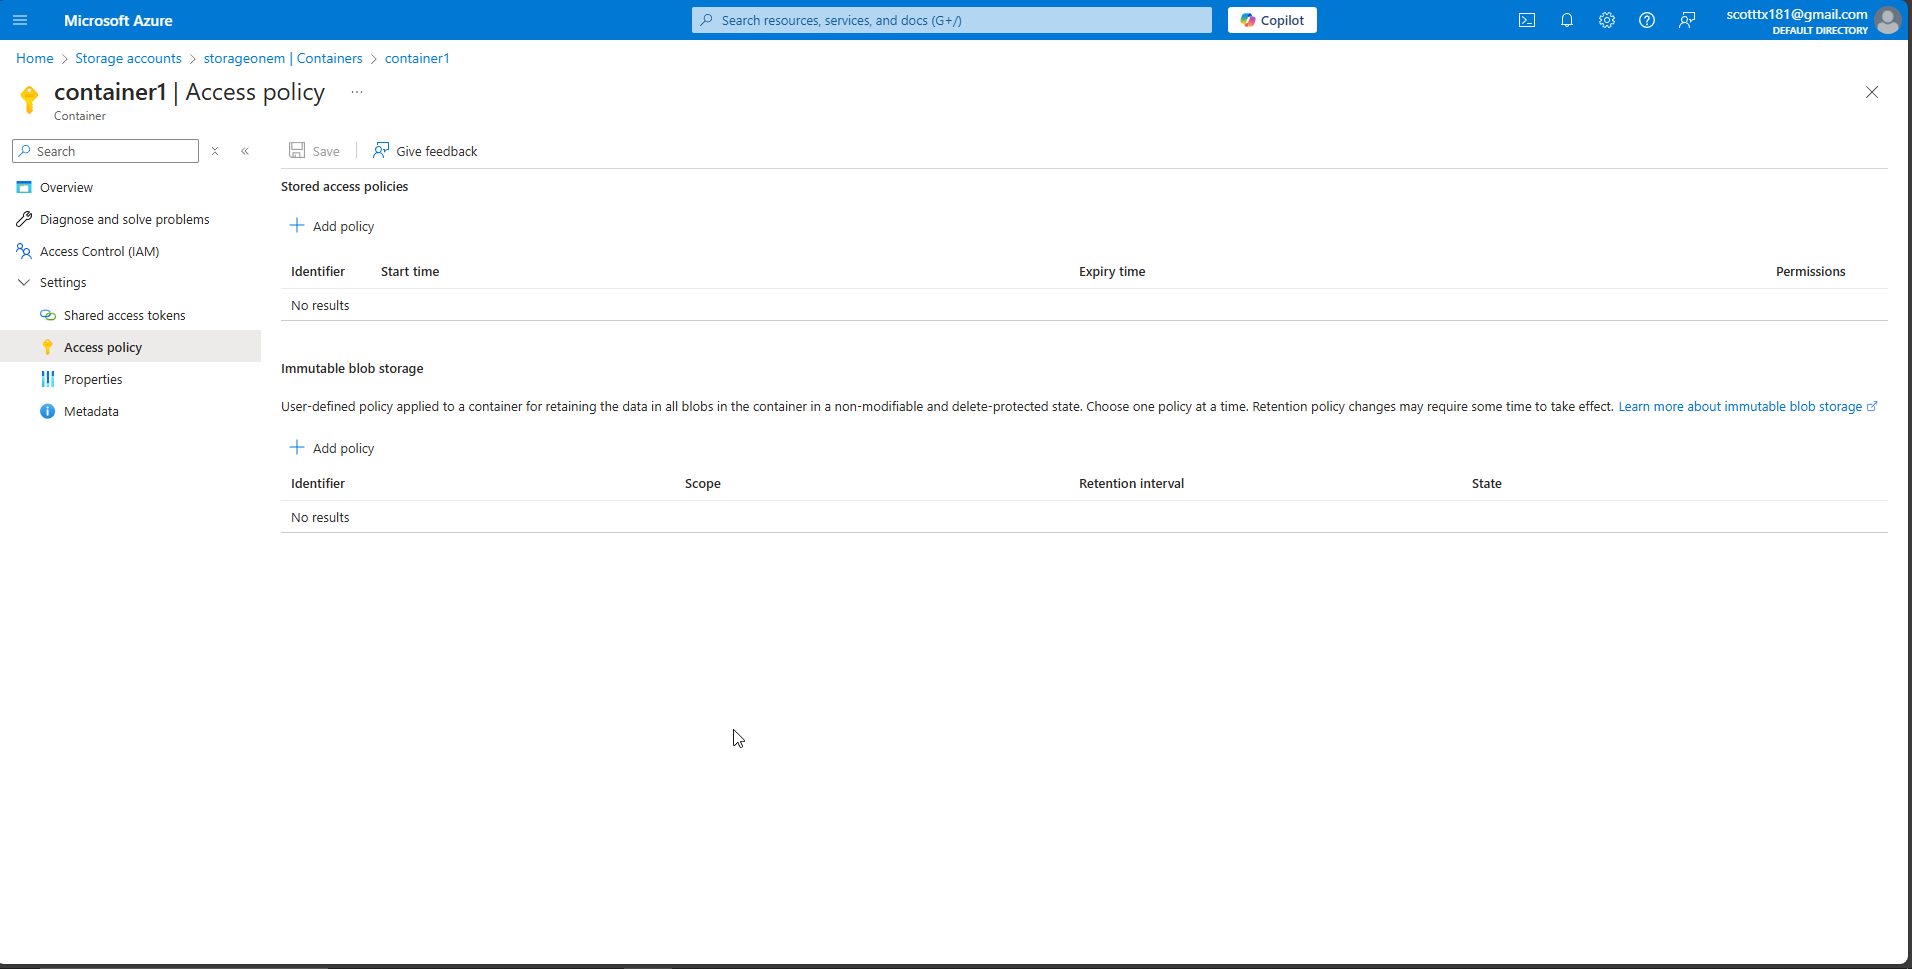 Microsoft Azure
Search resources, services, and docs (G+/)
Copilot
scotttx181@gmail.com
DEFAULT DIRECTORY
Home > Storage accounts > storageonem | Containers > container1
container1 | Access policy ...
Container
Search
Save
Give feedback
Overview
Diagnose and solve problems
Access Control (IAM)
Settings
Shared access tokens
Access policy
Properties
Metadata
Stored access policies
+ Add policy
Identifier Start time Expiry time Permissions
No results
Immutable blob storage
User-defined policy applied to a container for retaining the data in all blobs in the container in a non-modifiable and delete-protected state. Choose one policy at a time. Retention policy changes may require some time to take effect. Learn more about immutable blob storage
+ Add policy
Identifier Scope Retention interval State
No results